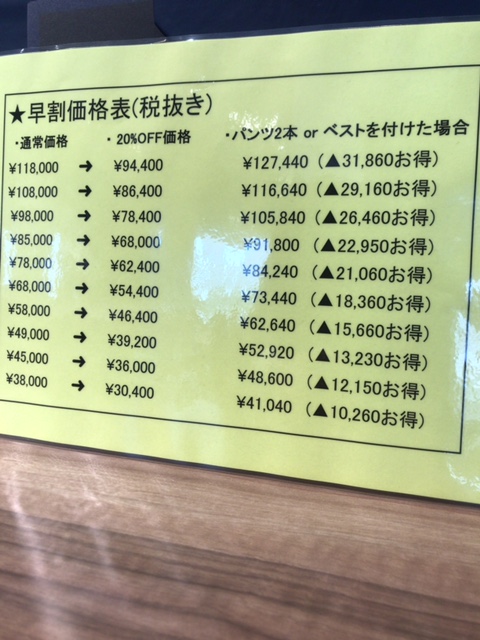 ★早割価格表(税抜き)
・通常価格 ・20%OFF価格 ・パンツ2本 or ベストを付けた場合
¥118,000 ➜ ¥94,400 ¥127,440 (▲31,860お得)
¥108,000 ➜ ¥86,400 ¥116,640 (▲29,160お得)
¥98,000 ➜ ¥78,400 ¥105,840 (▲26,460お得)
¥85,000 ➜ ¥68,000 ¥91,800 (▲22,950お得)
¥78,000 ➜ ¥62,400 ¥84,240 (▲21,060お得)
¥68,000 ➜ ¥54,400 ¥73,440 (▲18,360お得)
¥58,000 ➜ ¥46,400 ¥62,640 (▲15,660お得)
¥49,000 ➜ ¥39,200 ¥52,920 (▲13,230お得)
¥45,000 ➜ ¥36,000 ¥48,600 (▲12,150お得)
¥38,000 ➜ ¥30,400 ¥41,040 (▲10,260お得)